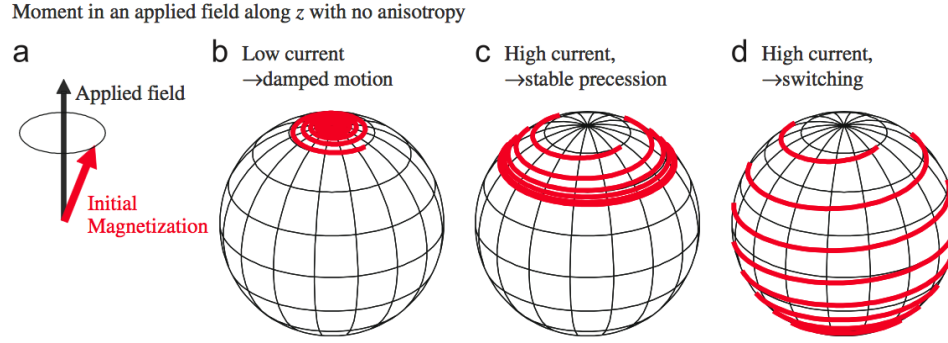 Moment in an applied field along z with no anisotropy
a
Applied field
Initial
Magnetization
b Low current
→damped motion
c High current,
→stable precession
d High current,
→switching